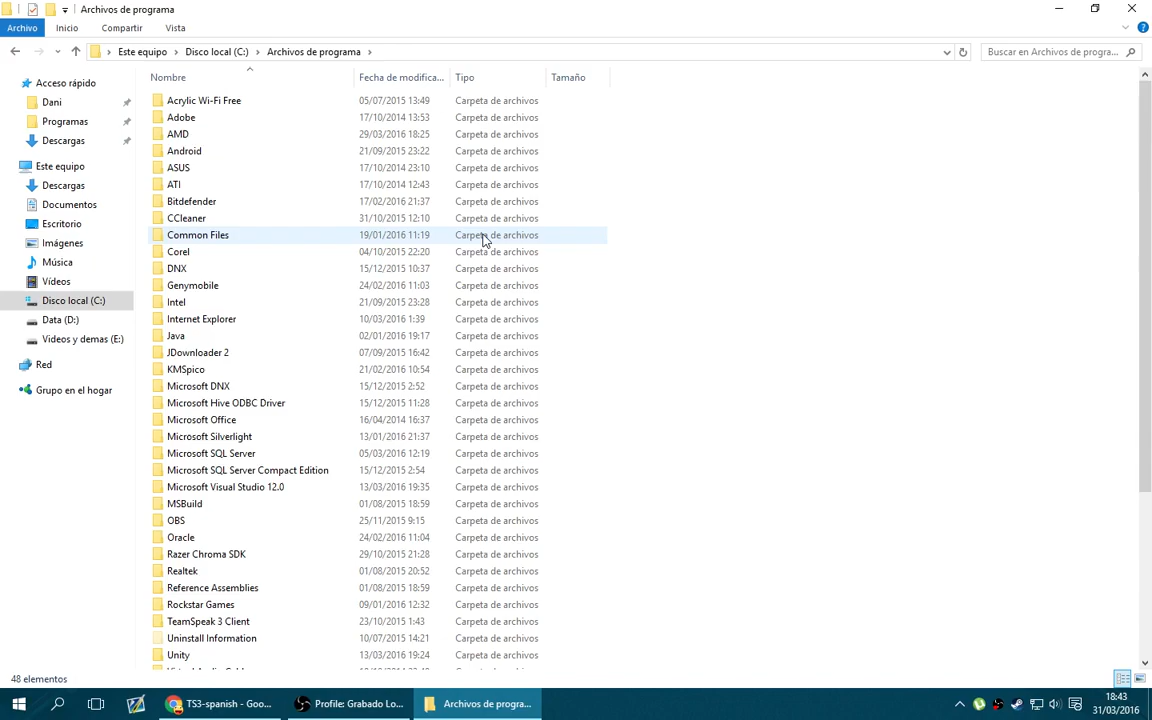 Archivos de programa
Archivo Inicio Compartir Vista
Este equipo Disco local (C:) Archivos de programa
Buscar en Archivos de progra...
Nombre Fecha de modifica... Tipo Tamaño
Acceso rápido
Dani
Programas
Descargas
Este equipo
Descargas
Documentos
Escritorio
Imágenes
Música
Vídeos
Disco local (C:)
Data (D:)
Videos y demas (E:)
Red
Grupo en el hogar
Acrylic Wi-Fi Free 05/07/2015 13:49 Carpeta de archivos
Adobe 17/10/2014 13:53 Carpeta de archivos
AMD 29/03/2016 18:25 Carpeta de archivos
Android 21/09/2015 23:22 Carpeta de archivos
ASUS 17/10/2014 23:10 Carpeta de archivos
ATI 17/10/2014 12:43 Carpeta de archivos
Bitdefender 17/02/2016 21:37 Carpeta de archivos
CCleaner 31/10/2015 12:10 Carpeta de archivos
Common Files 19/01/2016 11:19 Carpeta de archivos
Corel 04/10/2015 22:20 Carpeta de archivos
DNX 15/12/2015 10:37 Carpeta de archivos
Genymobile 24/02/2016 11:03 Carpeta de archivos
Intel 21/09/2015 23:28 Carpeta de archivos
Internet Explorer 10/03/2016 1:39 Carpeta de archivos
Java 02/01/2016 19:17 Carpeta de archivos
JDownloader 2 07/09/2015 16:42 Carpeta de archivos
KMSpico 21/02/2016 10:54 Carpeta de archivos
Microsoft DNX 15/12/2015 2:52 Carpeta de archivos
Microsoft Hive ODBC Driver 15/12/2015 11:28 Carpeta de archivos
Microsoft Office 16/04/2014 16:37 Carpeta de archivos
Microsoft Silverlight 13/01/2016 21:37 Carpeta de archivos
Microsoft SQL Server 05/03/2016 12:19 Carpeta de archivos
Microsoft SQL Server Compact Edition 15/12/2015 2:54 Carpeta de archivos
Microsoft Visual Studio 12.0 13/03/2016 19:35 Carpeta de archivos
MSBuild 01/08/2015 18:59 Carpeta de archivos
OBS 25/11/2015 9:15 Carpeta de archivos
Oracle 24/02/2016 11:04 Carpeta de archivos
Razer Chroma SDK 29/10/2015 21:28 Carpeta de archivos
Realtek 01/08/2015 20:52 Carpeta de archivos
Reference Assemblies 01/08/2015 18:59 Carpeta de archivos
Rockstar Games 09/01/2016 12:32 Carpeta de archivos
TeamSpeak 3 Client 23/10/2015 1:43 Carpeta de archivos
Uninstall Information 10/07/2015 14:21 Carpeta de archivos
Unity 13/03/2016 19:24 Carpeta de archivos
48 elementos
TS3-spanish - Goo...
Profile: Grabado Lo...
Archivos de progra...
18:43
31/03/2016